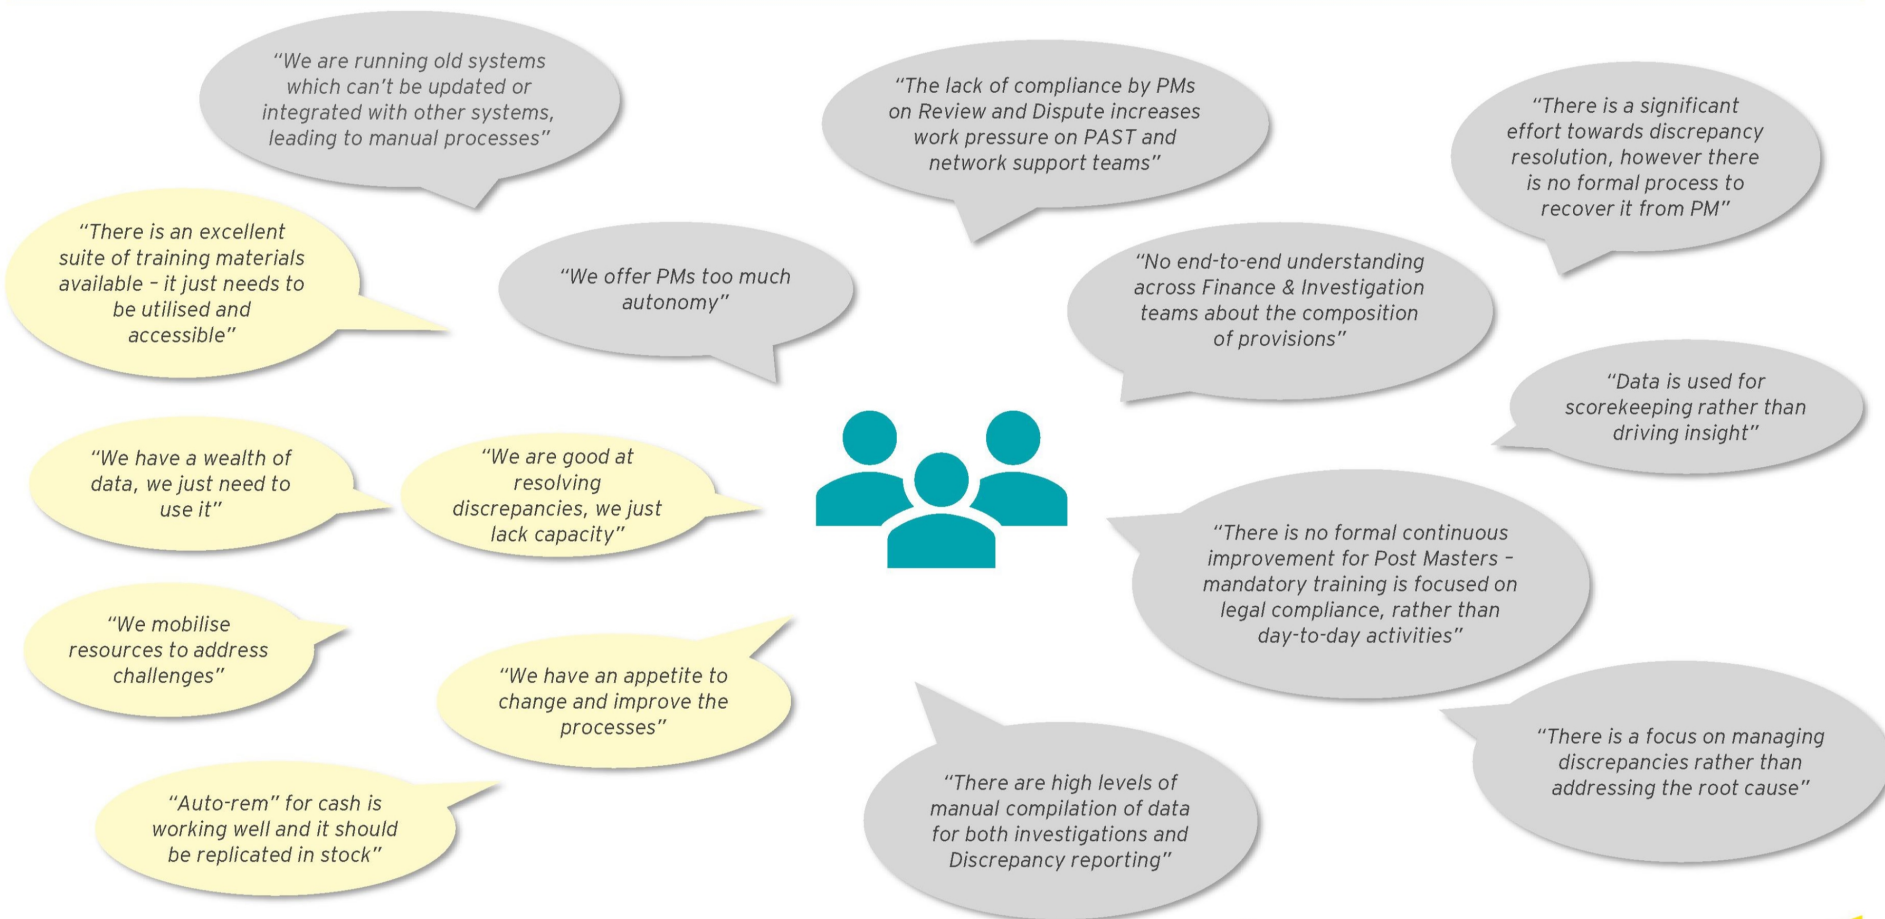 “We are running old systems
which can’t be updated or
integrated with other systems,
leading to manual processes”
“The lack of compliance by PMs
on Review and Dispute increases
work pressure on PAST and
network support teams”
“There is a significant
effort towards discrepancy
resolution, however there
is no formal process to
recover it from PM”
“There is an excellent
suite of training materials
available – it just needs to
be utilised and
accessible”
“We offer PMs too much
autonomy”
“No end-to-end understanding
across Finance & Investigation
teams about the composition
of provisions”
“Data is used for
scorekeeping rather than
driving insight”
“We have a wealth of
data, we just need to
use it”
“We are good at
resolving
discrepancies, we just
lack capacity”
“There is no formal continuous
improvement for Post Masters –
mandatory training is focused on
legal compliance, rather than
day-to-day activities”
“We mobilise
resources to address
challenges”
“We have an appetite to
change and improve the
processes”
“There is a focus on managing
discrepancies rather than
addressing the root cause”
“Auto-rem” for cash is
working well and it should
be replicated in stock”
“There are high levels of
manual compilation of data
for both investigations and
Discrepancy reporting”